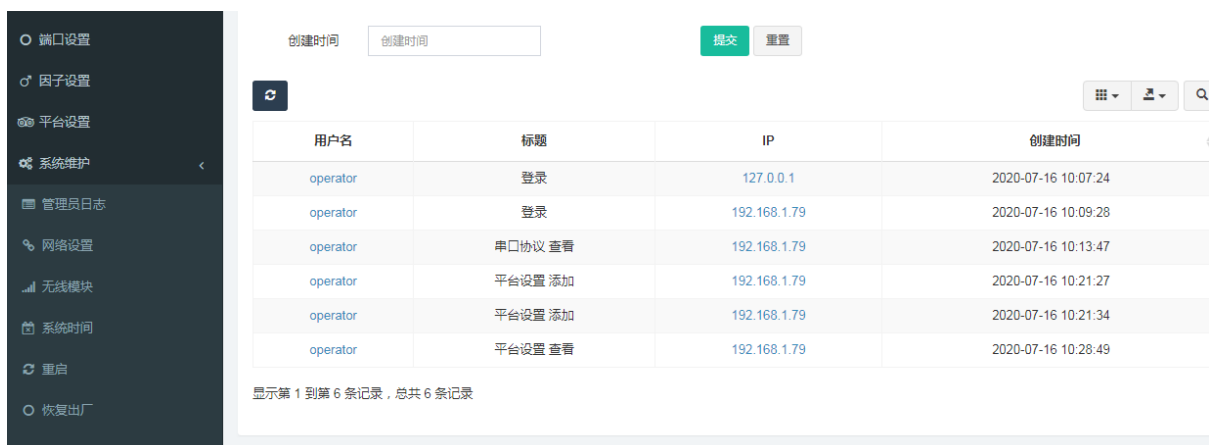 端口设置
因子设置
平台设置
系统维护
管理员日志
网络设置
无线模块
系统时间
重启
恢复出厂
创建时间 创建时间 提交 重置
用户名 标题 IP 创建时间
operator 登录 127.0.0.1 2020-07-16 10:07:24
operator 登录 192.168.1.79 2020-07-16 10:09:28
operator 串口协议 查看 192.168.1.79 2020-07-16 10:13:47
operator 平台设置 添加 192.168.1.79 2020-07-16 10:21:27
operator 平台设置 添加 192.168.1.79 2020-07-16 10:21:34
operator 平台设置 查看 192.168.1.79 2020-07-16 10:28:49
显示第 1 到第 6 条记录，总共 6 条记录